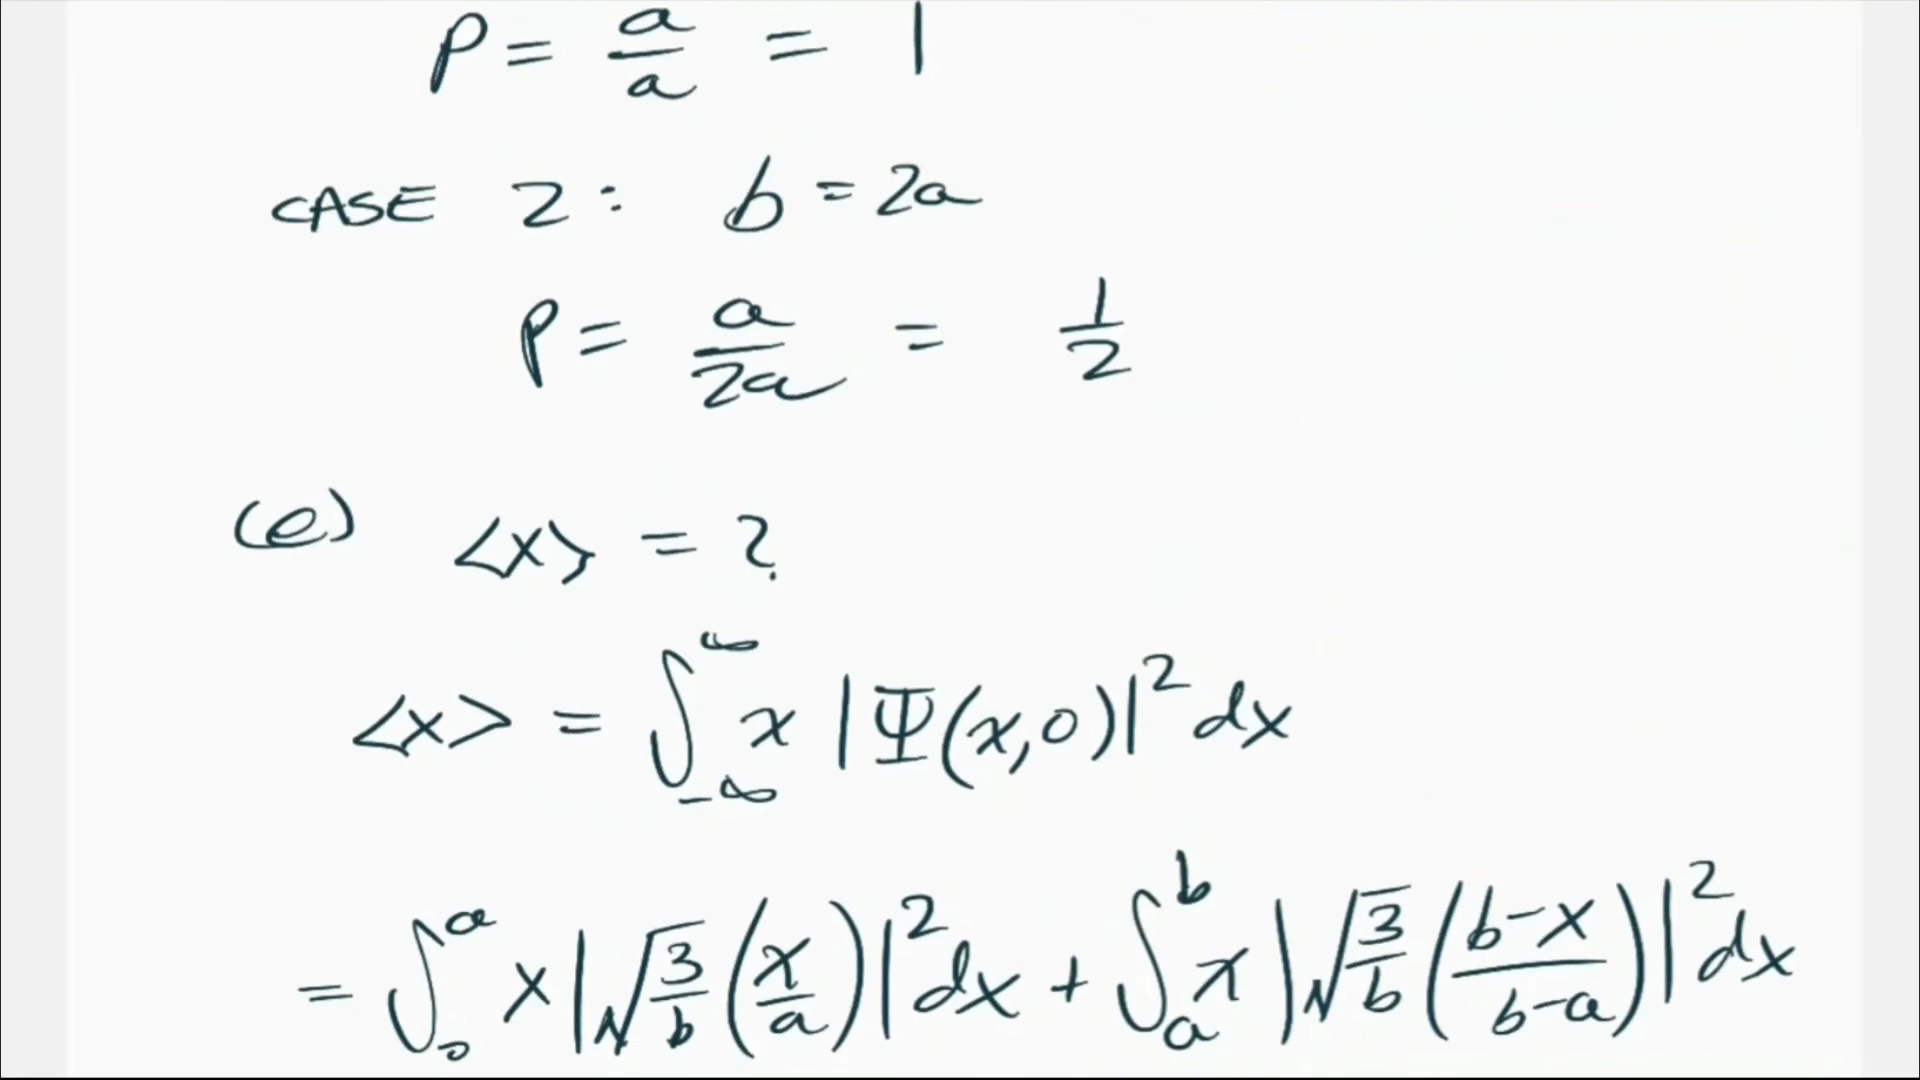 P = a/a = 1
CASE 2: b = 2a
P = a/2a = 1/2
(e) <x> = ?
<x> = ∫_{-∞}^{∞} x |Ψ(x,0)|² dx
= ∫_0^a x |√(3/b) (x/a)|² dx + ∫_a^b x |√(3/b) ((b-x)/(b-a))|² dx